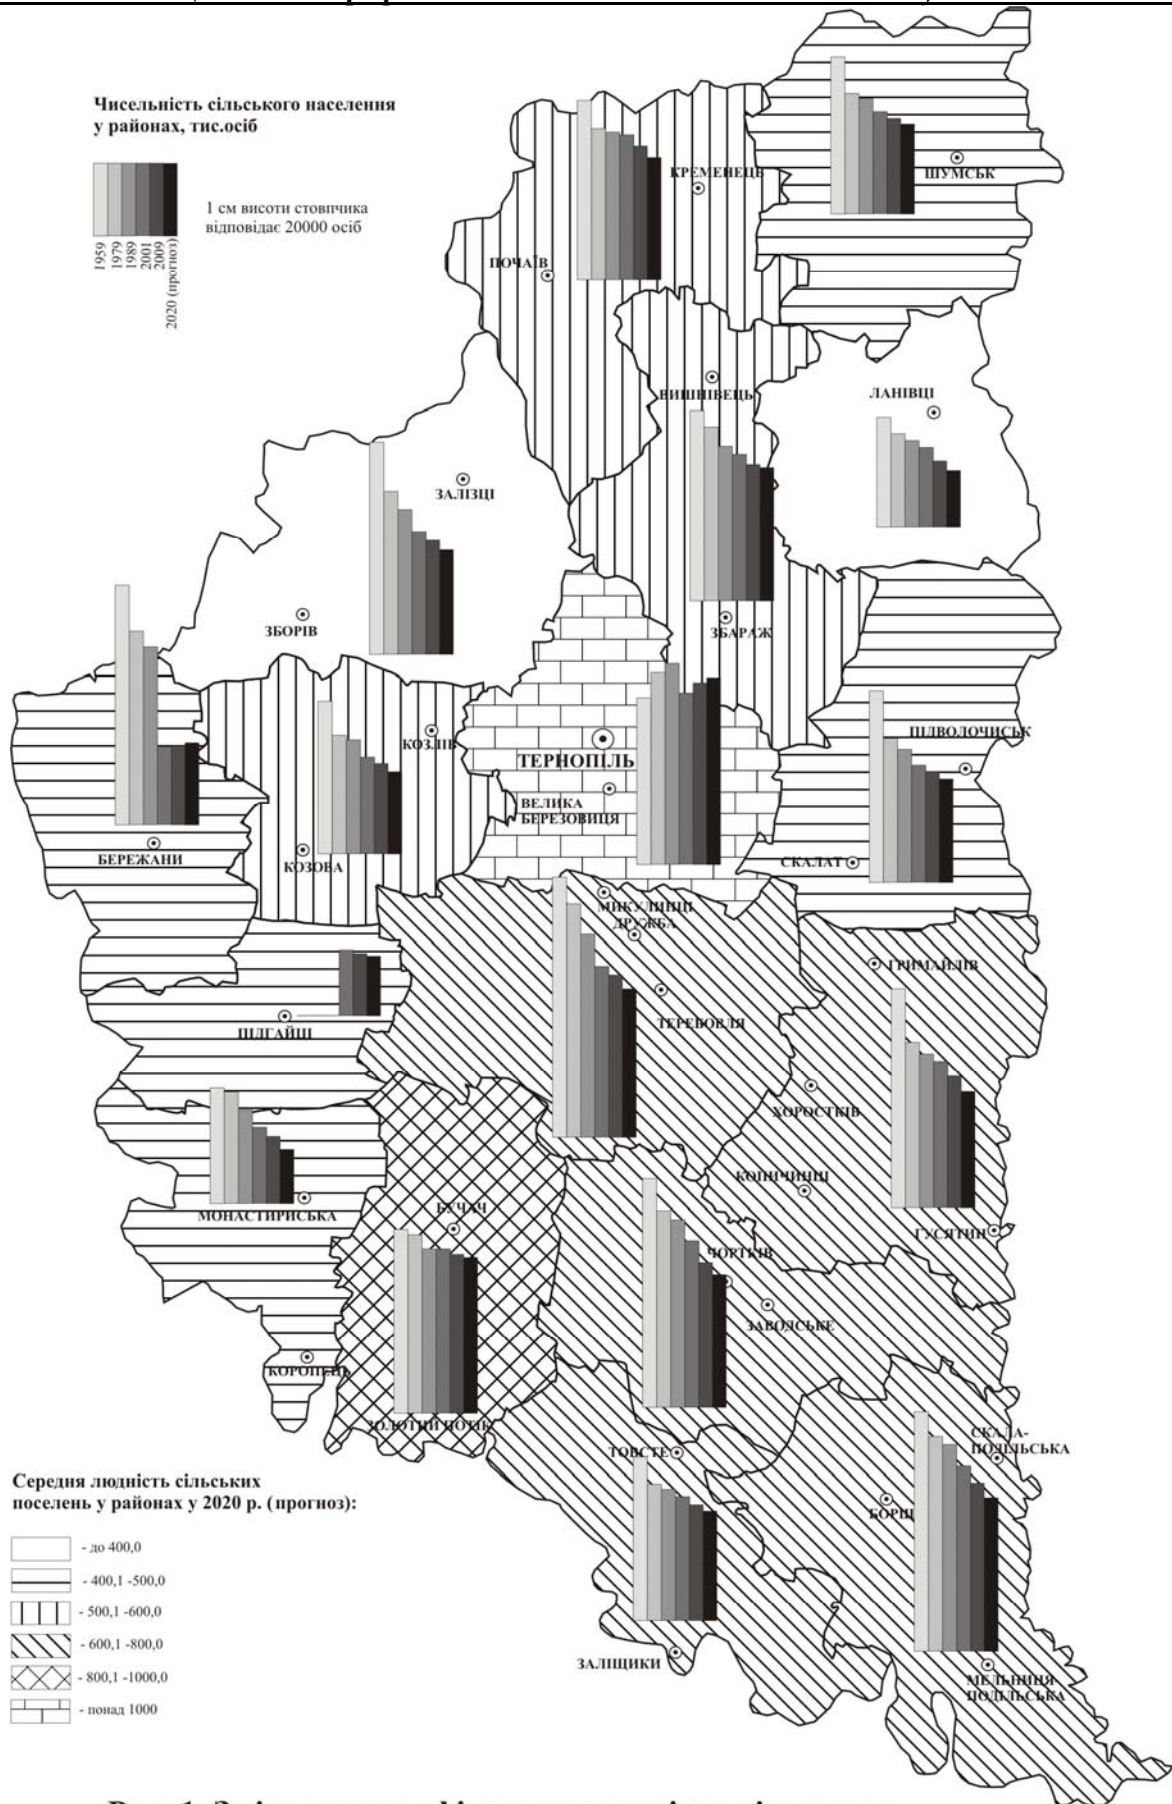 Чисельність сільського населення
у районах, тис.осіб
1 см висоти стовпчика
відповідає 20000 осіб
1959
1979
1989
2001
2009
2020 (прогноз)
КРЕМЕНЕЦЬ
ШУМСЬК
ПОЧАЇВ
ВИШНІВЕЦЬ
ЛАНІВЦІ
ЗАЛІЗЦІ
ЗБОРІВ
ЗБАРАЖ
КОЗЛІВ
ПІДВОЛОЧИСЬК
ТЕРНОПІЛЬ
ВЕЛИКА
БЕРЕЗОВИЦЯ
БЕРЕЖАНИ
КОЗОВА
СКАЛАТ
МИКУЛИНЦІ
ДРУЖБА
ГРИМАЙЛІВ
ТЕРЕБОВЛЯ
ПІДГАЙЦІ
ХОРОСТКІВ
КОПИЧИНЦІ
МОНАСТИРИСЬКА
БУЧАЧ
ГУСЯТИН
ЧОРТКІВ
ЗАВОДСЬКЕ
КОРОПЕЦЬ
ЗОЛОТИЙ ПОТІК
ТОВСТЕ
СКАЛА-
ПОДІЛЬСЬКА
БОРЩ
ЗАЛІЩИКИ
МЕЛЬНИЦЯ
ПОДІЛЬСЬКА
Середня людність сільських
поселень у районах у 2020 р. (прогноз):
- до 400,0
- 400,1 -500,0
- 500,1 -600,0
- 600,1 -800,0
- 800,1 -1000,0
- понад 1000